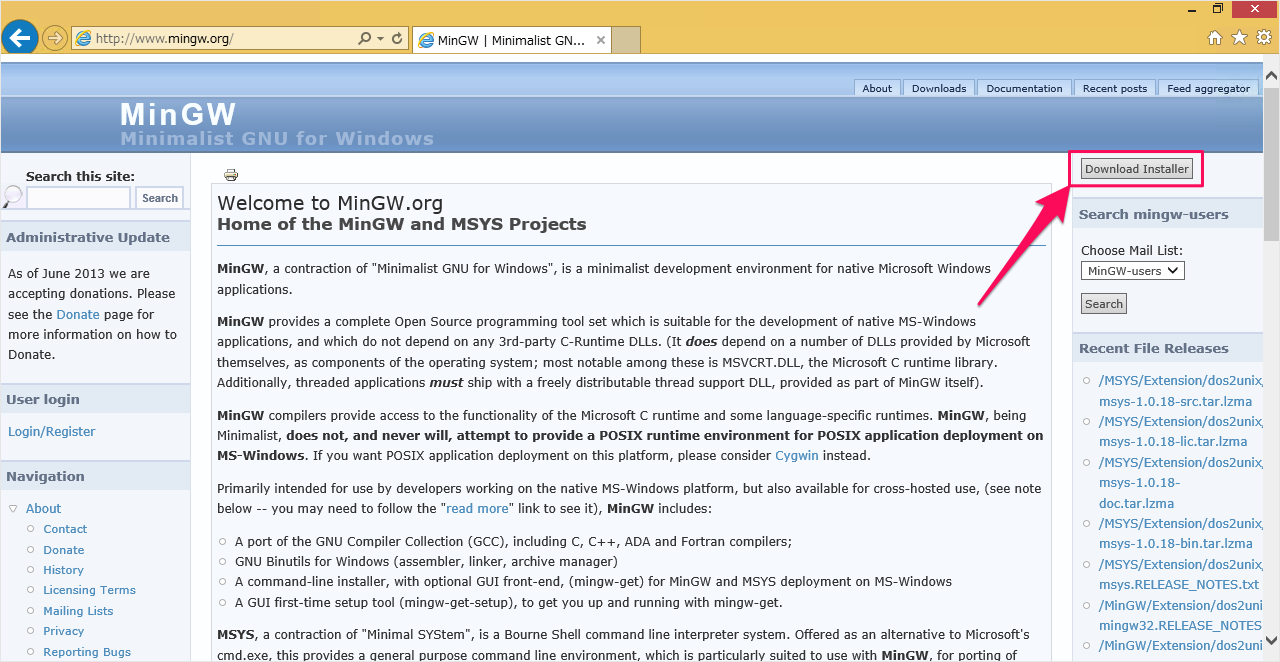 http://www.mingw.org/
MinGW | Minimalist GN...
About
Downloads
Documentation
Recent posts
Feed aggregator
MinGW
Minimalist GNU for Windows
Search this site:
Search
Administrative Update
As of June 2013 we are
accepting donations. Please
see the Donate page for
more information on how to
Donate.
User login
Login/Register
Navigation
About
Contact
Donate
History
Licensing Terms
Mailing Lists
Privacy
Reporting Bugs
Welcome to MinGW.org
Home of the MinGW and MSYS Projects
MinGW, a contraction of "Minimalist GNU for Windows", is a minimalist development environment for native Microsoft Windows
applications.
MinGW provides a complete Open Source programming tool set which is suitable for the development of native MS-Windows
applications, and which do not depend on any 3rd-party C-Runtime DLLs. (It does depend on a number of DLLs provided by Microsoft
themselves, as components of the operating system; most notable among these is MSVCRT.DLL, the Microsoft C runtime library.
Additionally, threaded applications must ship with a freely distributable thread support DLL, provided as part of MinGW itself).
MinGW compilers provide access to the functionality of the Microsoft C runtime and some language-specific runtimes. MinGW, being
Minimalist, does not, and never will, attempt to provide a POSIX runtime environment for POSIX application deployment on
MS-Windows. If you want POSIX application deployment on this platform, please consider Cygwin instead.
Primarily intended for use by developers working on the native MS-Windows platform, but also available for cross-hosted use, (see note
below -- you may need to follow the "read more" link to see it), MinGW includes:
A port of the GNU Compiler Collection (GCC), including C, C++, ADA and Fortran compilers;
GNU Binutils for Windows (assembler, linker, archive manager)
A command-line installer, with optional GUI front-end, (mingw-get) for MinGW and MSYS deployment on MS-Windows
A GUI first-time setup tool (mingw-get-setup), to get you up and running with mingw-get.
MSYS, a contraction of "Minimal SYStem", is a Bourne Shell command line interpreter system. Offered as an alternative to Microsoft's
cmd.exe, this provides a general purpose command line environment, which is particularly suited to use with MinGW, for porting of
Download Installer
Search mingw-users
Choose Mail List:
MinGW-users
Search
Recent File Releases
/MSYS/Extension/dos2unix/
msys-1.0.18-src.tar.lzma
/MSYS/Extension/dos2unix/
msys-1.0.18-lic.tar.lzma
/MSYS/Extension/dos2unix/
msys-1.0.18-
doc.tar.lzma
/MSYS/Extension/dos2unix/
msys-1.0.18-bin.tar.lzma
/MSYS/Extension/dos2unix/
msys.RELEASE_NOTES.txt
/MinGW/Extension/dos2uni
mingw32.RELEASE_NOTES
/MinGW/Extension/dos2uni